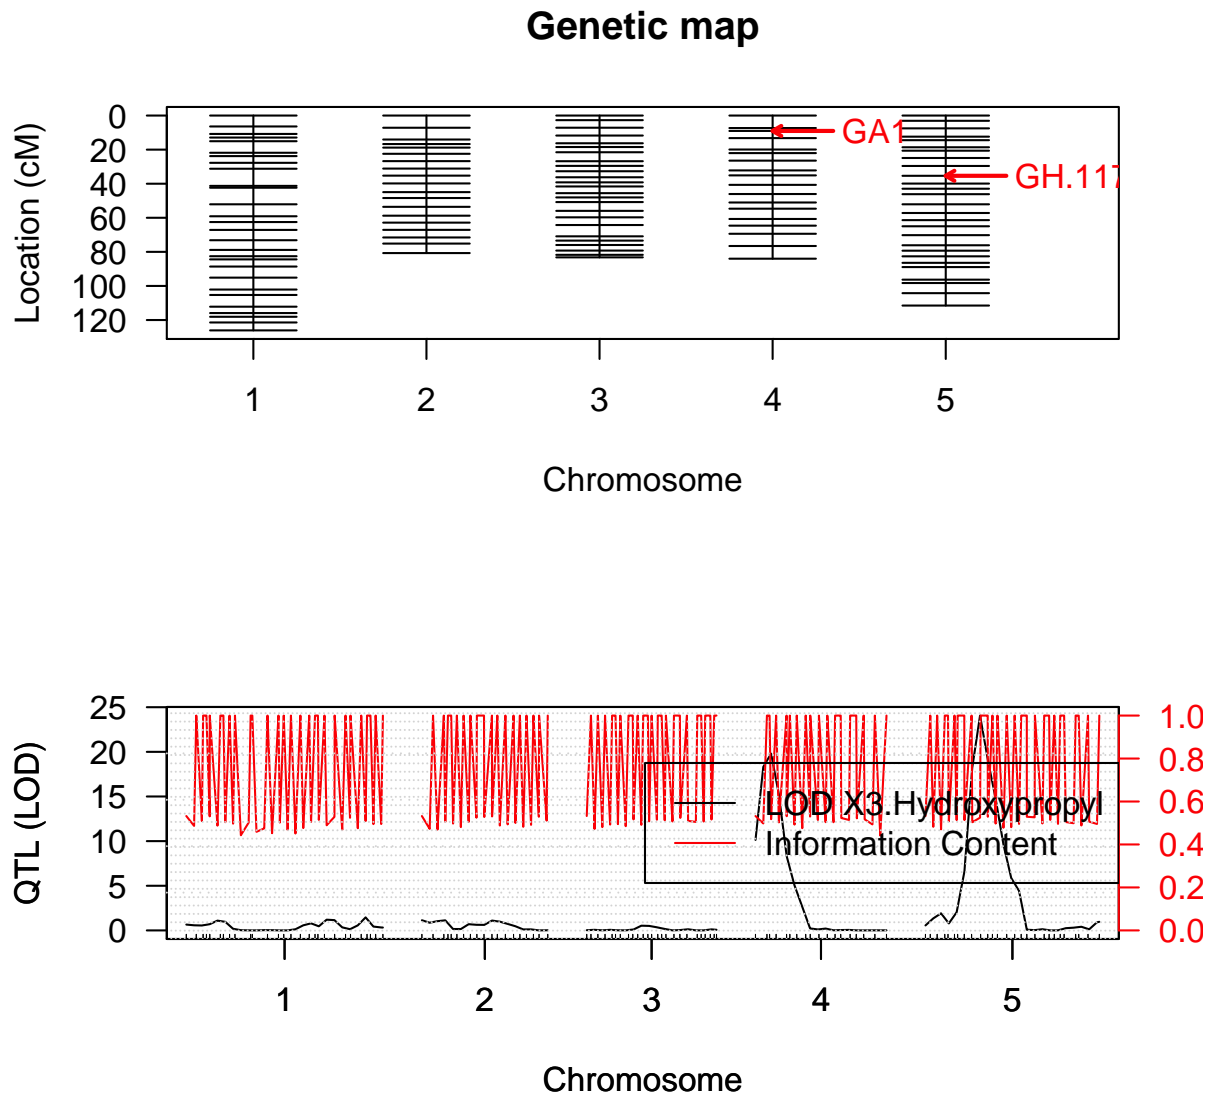 Genetic map
Location (cM)
0
20
40
60
80
100
120
GA1
GH.117
1 2 3 4 5
Chromosome
QTL (LOD)
25
20
15
10
5
0
LOD X3.Hydroxypropyl
Information Content
1.0
0.8
0.6
0.4
0.2
0.0
1 2 3 4 5
Chromosome